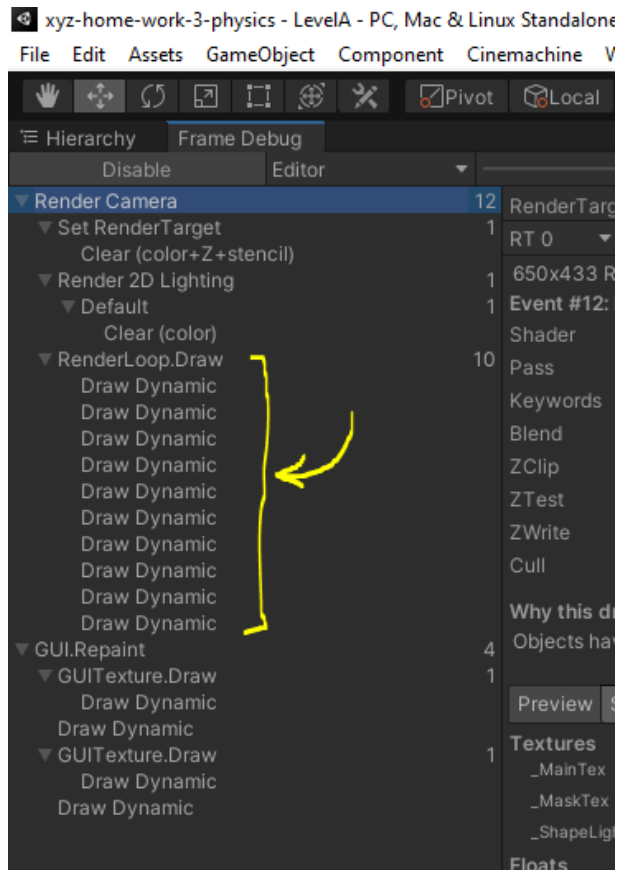 xyz-home-work-3-physics - LevelA - PC, Mac & Linux Standalone
File Edit Assets GameObject Component Cinemachine
Pivot Local
Hierarchy Frame Debug
Disable Editor
Render Camera 12
Set RenderTarget 1
Clear (color+Z+stencil)
Render 2D Lighting 1
Default 1
Clear (color)
RenderLoop.Draw 10
Draw Dynamic
Draw Dynamic
Draw Dynamic
Draw Dynamic
Draw Dynamic
Draw Dynamic
Draw Dynamic
Draw Dynamic
Draw Dynamic
Draw Dynamic
GUI.Repaint 4
GUITexture.Draw 1
Draw Dynamic
Draw Dynamic
GUITexture.Draw 1
Draw Dynamic
Draw Dynamic
RenderTarg
RT 0
650x433 R
Event #12:
Shader
Pass
Keywords
Blend
ZClip
ZTest
ZWrite
Cull
Why this d
Objects ha
Preview
Textures
_MainTex
_MaskTex
_ShapeLig
Floats